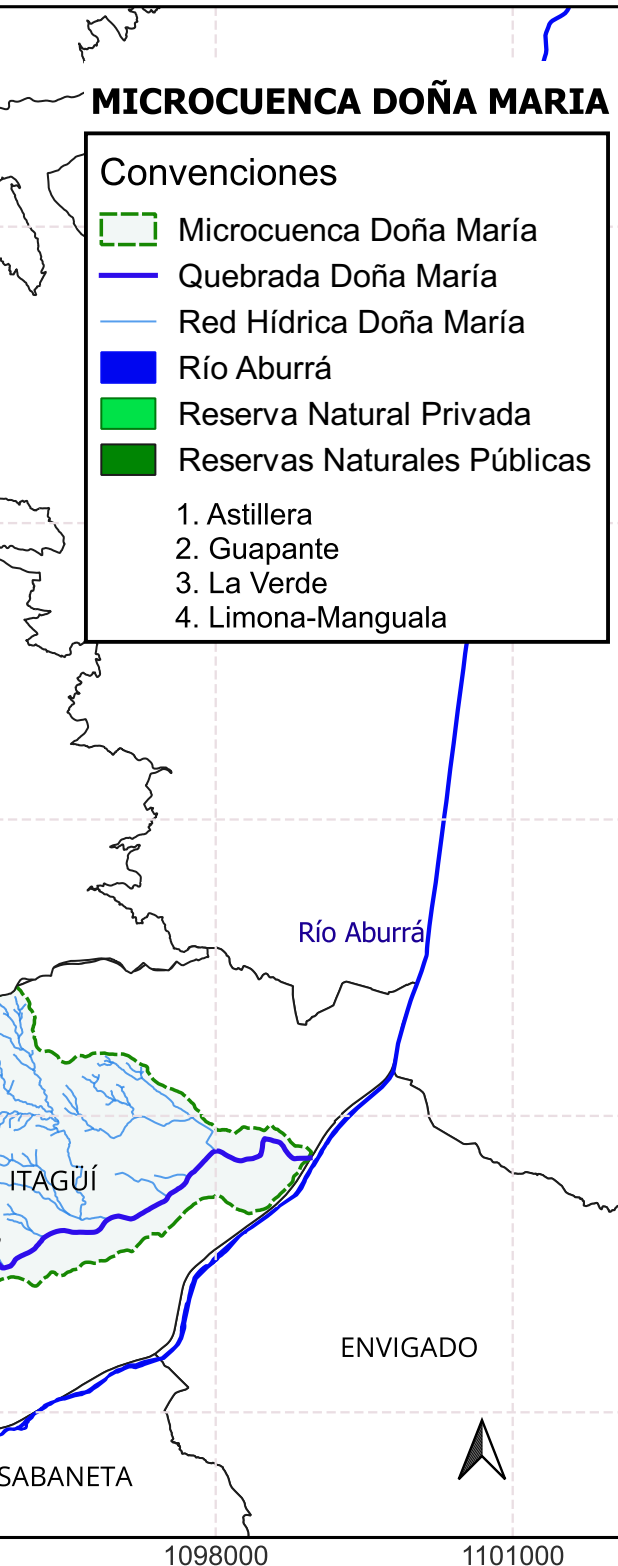 MICROCUENCA DOÑA MARIA
Convenciones
Microcuenca Doña María
Quebrada Doña María
Red Hídrica Doña María
Río Aburrá
Reserva Natural Privada
Reservas Naturales Públicas
1. Astillera
2. Guapante
3. La Verde
4. Limona-Manguala
Río Aburrá
ITAGÜÍ
ENVIGADO
SABANETA
1098000
1101000